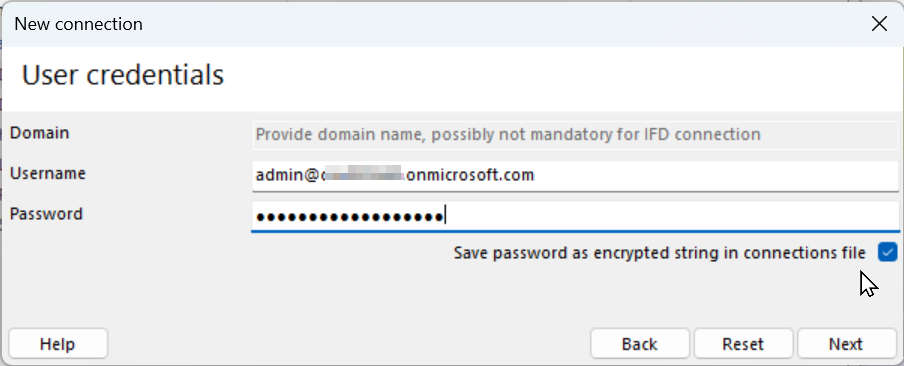 New connection
User credentials
Domain
Provide domain name, possibly not mandatory for IFD connection
Username
admin@ .onmicrosoft.com
Password
••••••••••••••••••
Save password as encrypted string in connections file
Help
Back
Reset
Next